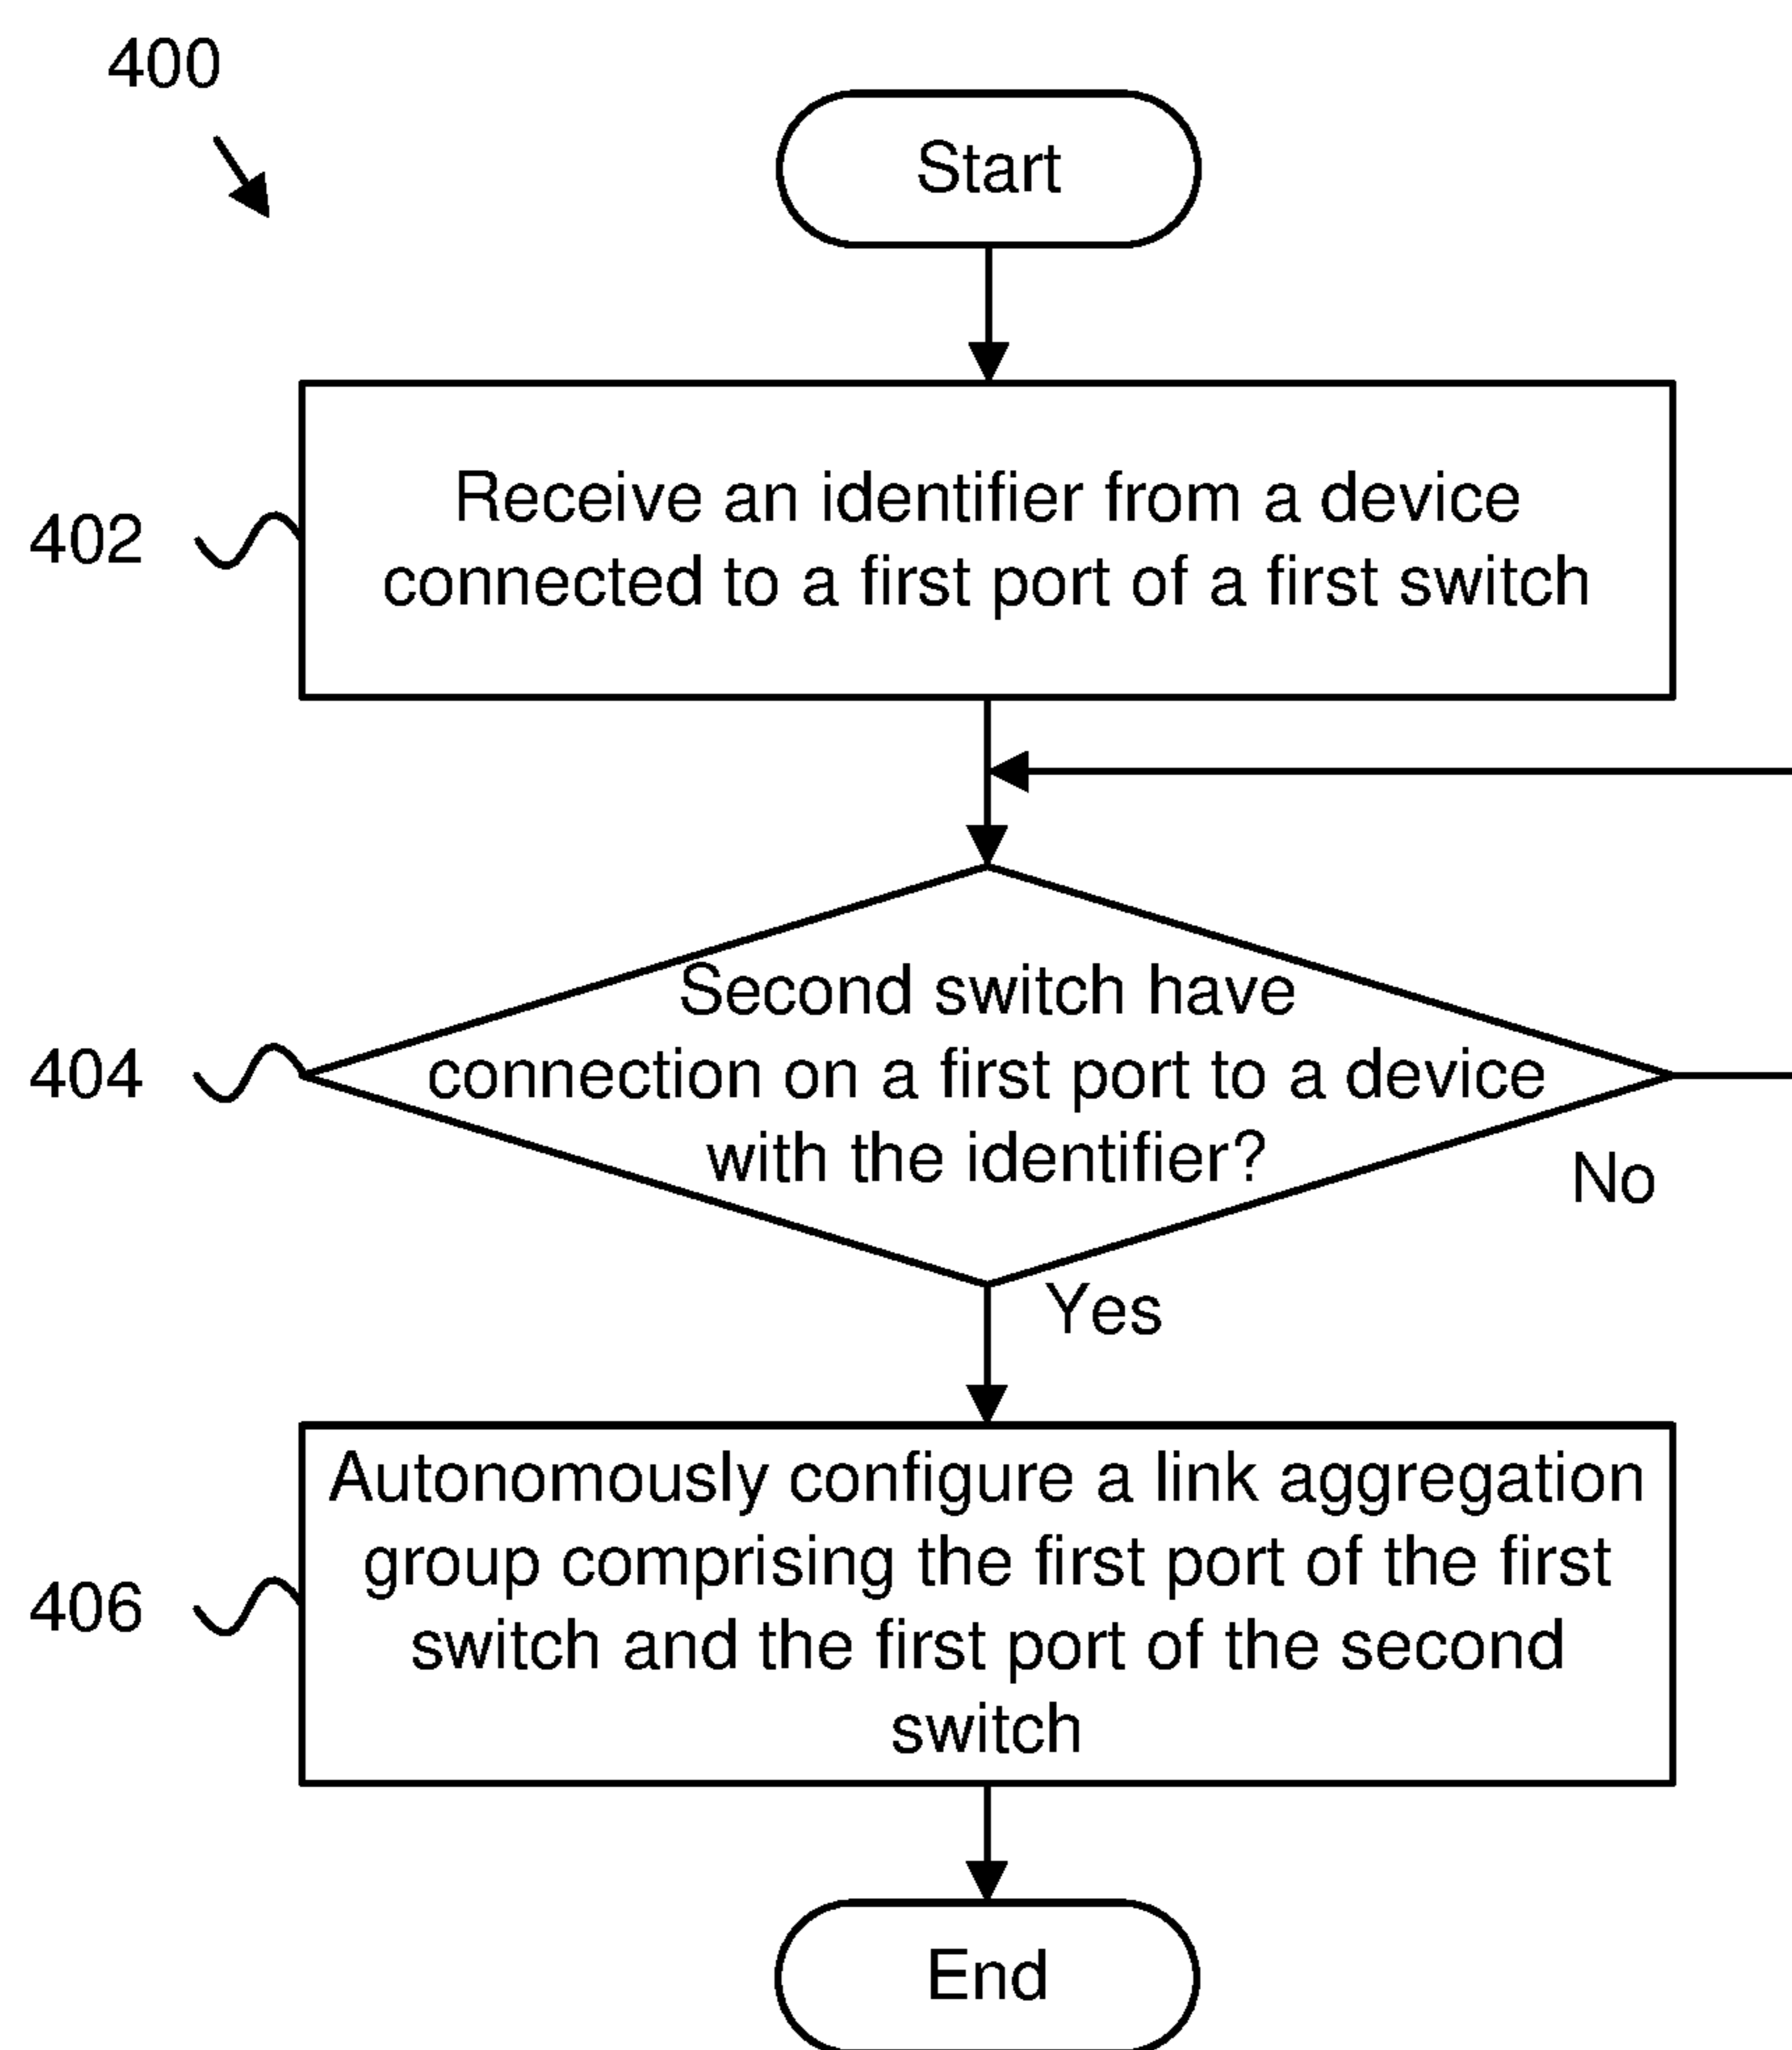 400
Start
402
Receive an identifier from a device
connected to a first port of a first switch
404
Second switch have
connection on a first port to a device
with the identifier?
No
Yes
406
Autonomously configure a link aggregation
group comprising the first port of the first
switch and the first port of the second
switch
End